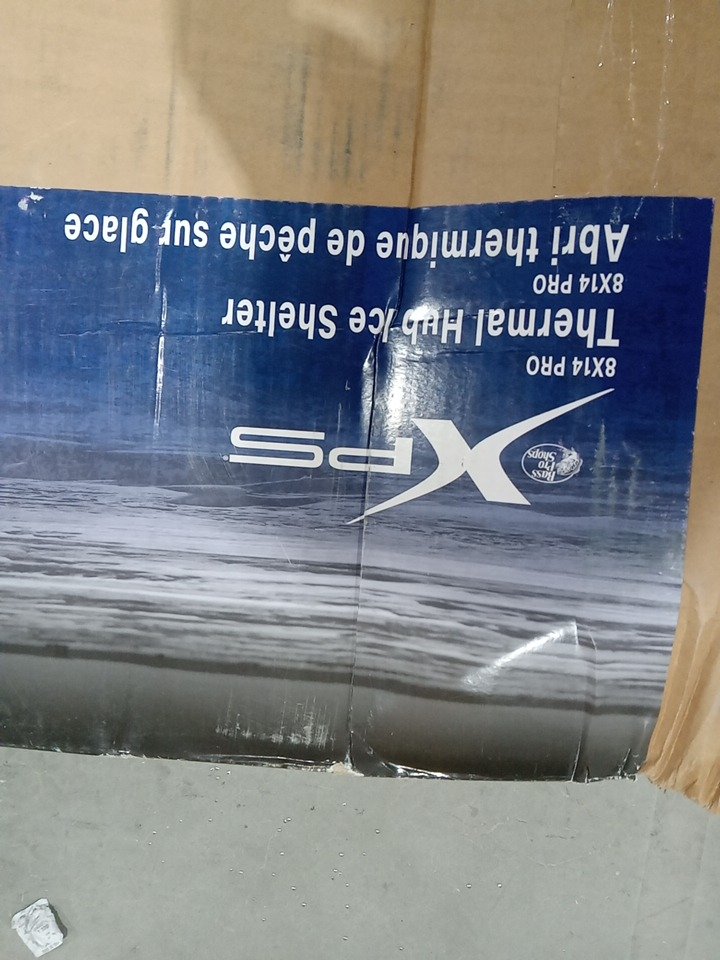 Bass
Pro
Shops
XPS
8X14 PRO
Thermal Hub Ice Shelter
8X14 PRO
Abri thermique de pêche sur glace